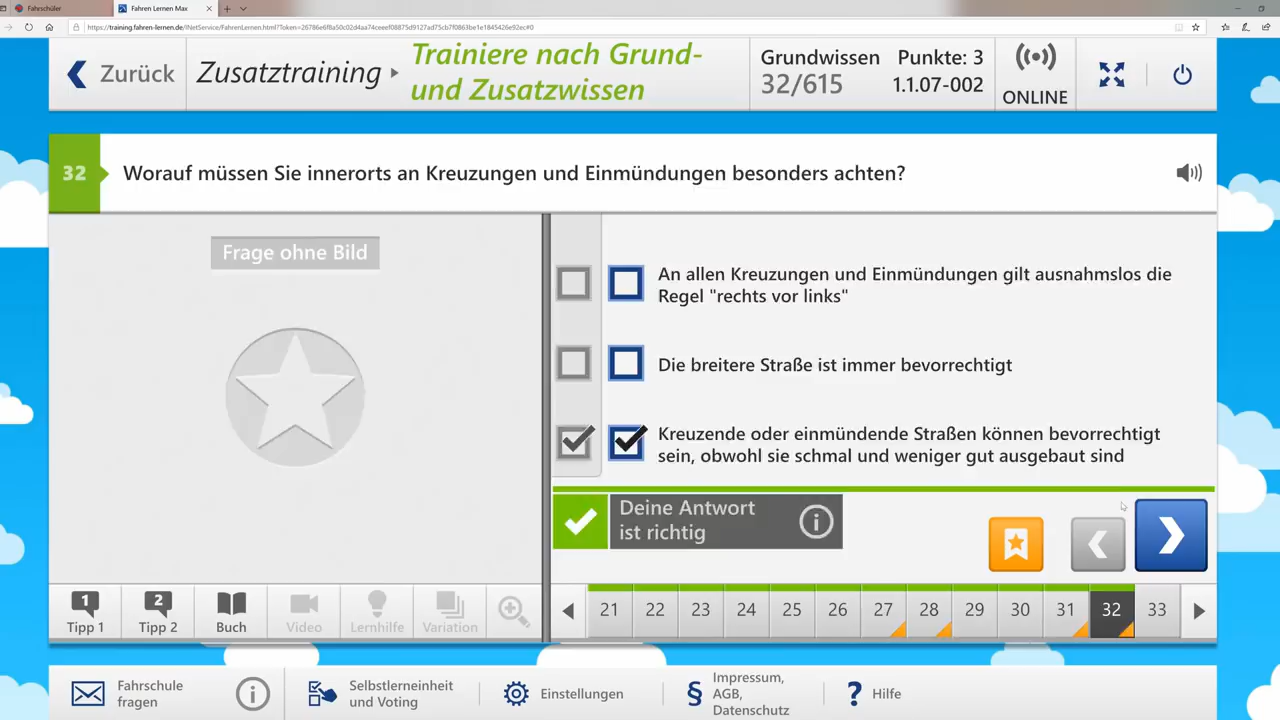 Fahrschüler
Fahren Lernen Max
Zurück
Zusatztraining
Trainiere nach Grund-
und Zusatzwissen
Grundwissen
32/615
Punkte: 3
1.1.07-002
ONLINE
32
Worauf müssen Sie innerorts an Kreuzungen und Einmündungen besonders achten?
Frage ohne Bild
An allen Kreuzungen und Einmündungen gilt ausnahmslos die
Regel "rechts vor links"
Die breitere Straße ist immer bevorrechtigt
Kreuzende oder einmündende Straßen können bevorrechtigt
sein, obwohl sie schmal und weniger gut ausgebaut sind
Deine Antwort
ist richtig
1
Tipp 1
2
Tipp 2
Buch
Video
Lernhilfe
Variation
21 22 23 24 25 26 27 28 29 30 31 32 33
Fahrschule
fragen
Selbstlerneinheit
und Voting
Einstellungen
§
Impressum,
AGB,
Datenschutz
?
Hilfe